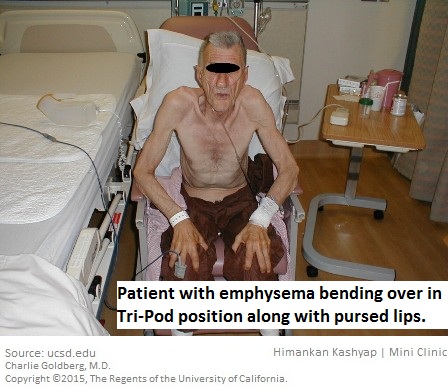 Patient with emphysema bending over in
Tri-Pod position along with pursed lips.
Source: ucsd.edu
Himankan Kashyap | Mini Clinic
Charlie Goldberg, M.D.
Copyright ©2015, The Regents of the University of California.